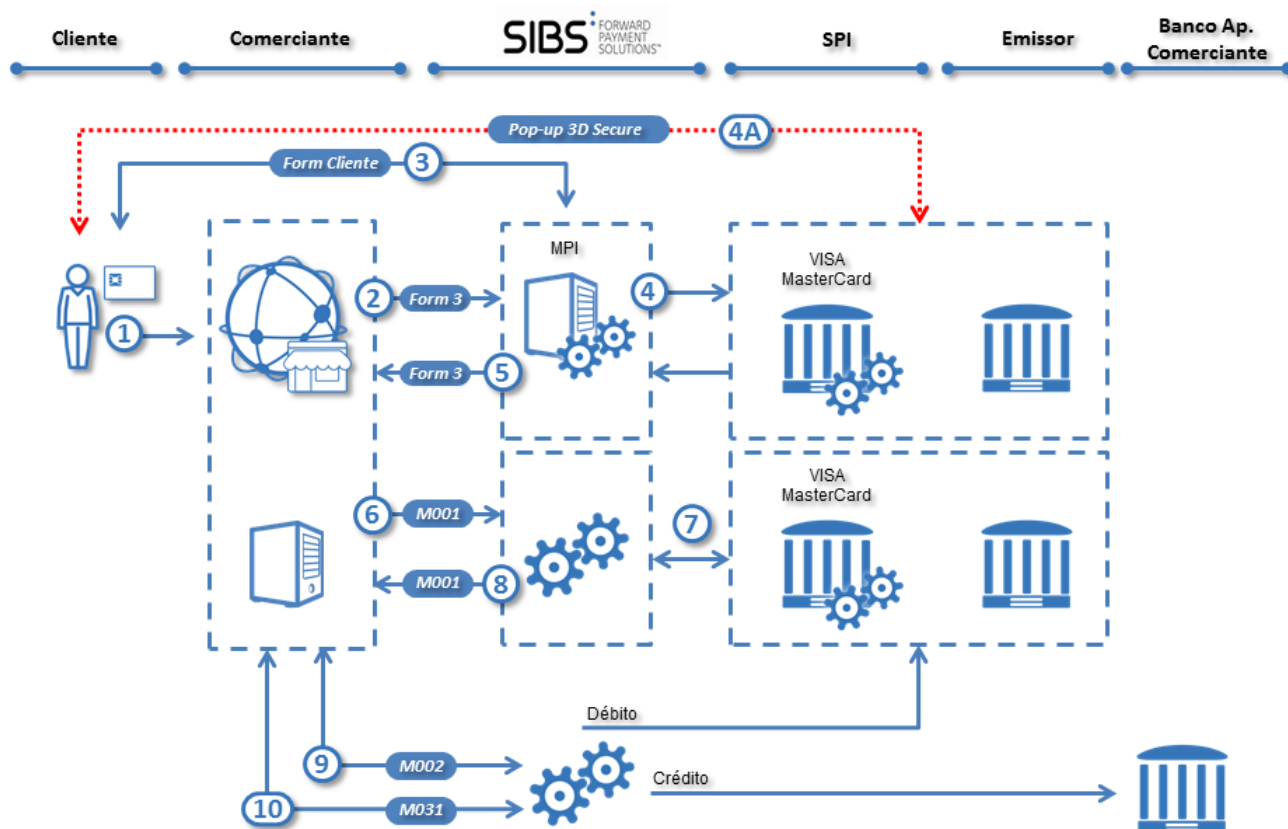 Cliente
Comerciante
SIBS FORWARD
PAYMENT
SOLUTIONS™
SPI
Emissor
Banco Ap.
Comerciante
Pop-up 3D Secure
4A
Form Cliente
3
MPI
VISA
MasterCard
1
2
Form 3
4
Form 3
5
VISA
MasterCard
6
M001
7
M001
8
Débito
9
M002
Crédito
10
M031